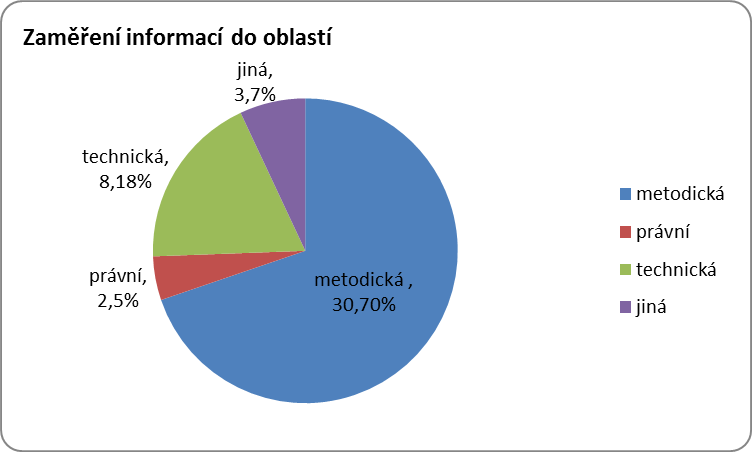 Zaměření informací do oblastí
jiná,
3,7%
technická,
8,18%
právní,
2,5%
metodická ,
30,70%
metodická
právní
technická
jiná